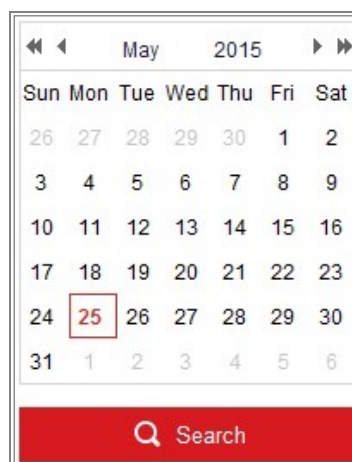 May 2015
Sun Mon Tue Wed Thu Fri Sat
26 27 28 29 30 1 2
3 4 5 6 7 8 9
10 11 12 13 14 15 16
17 18 19 20 21 22 23
24 25 26 27 28 29 30
31 1 2 3 4 5 6
Search